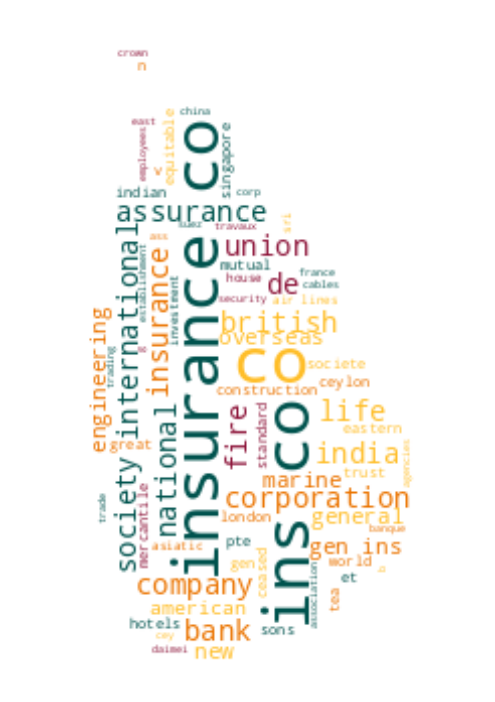 crown
n
china
east
equitable
employees
v
insurance co
singapore
indian
corp
assurance
sri
suez
travaux
ass
union
international
establishment
insurance
mutual
investment
house
de
france
cables
security
air lines
engineering
british
overseas
trading
co
societe
construction
ceylon
life
national
fire
standard
eastern
great
india
agencies
society
mercantile
marine
trust
trade
corporation
london
general
banque
ins co
asiatic
pte
gen ins
gen
ceased
world
et
company
association
tea
american
hotels
bank
sons
cey
new
daimei